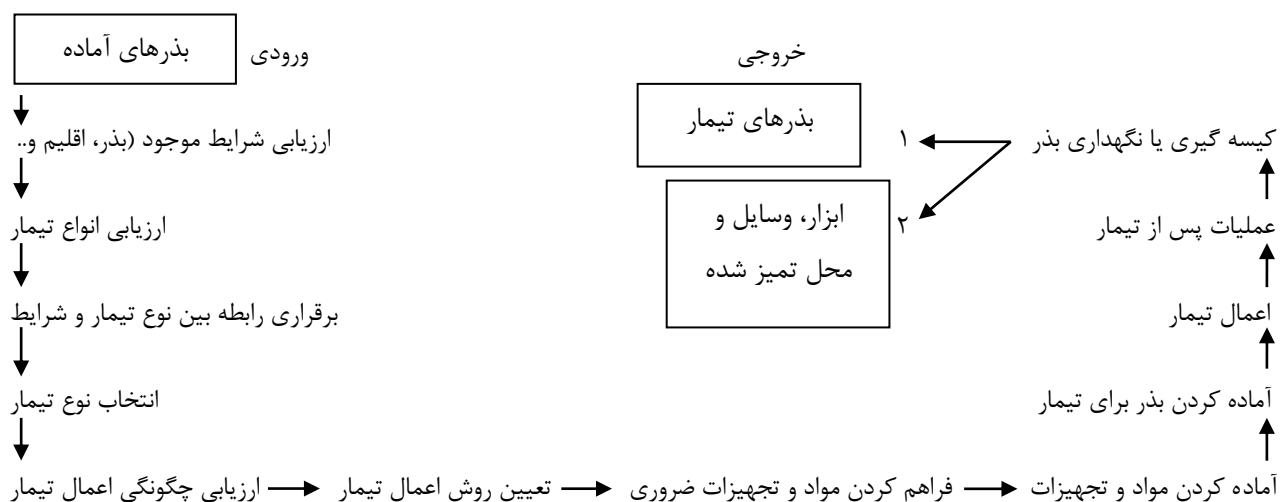 ورودی
بذرهای آماده
ارزیابی شرایط موجود (بذر، اقلیم و..
ارزیابی انواع تیمار
برقراری رابطه بین نوع تیمار و شرایط
انتخاب نوع تیمار
ارزیابی چگونگی اعمال تیمار
تعیین روش اعمال تیمار
فراهم کردن مواد و تجهیزات ضروری
آماده کردن مواد و تجهیزات
آماده کردن بذر برای تیمار
اعمال تیمار
عملیات پس از تیمار
کیسه گیری یا نگهداری بذر
خروجی
۱
بذرهای تیمار
۲
ابزار، وسایل و
محل تمیز شده